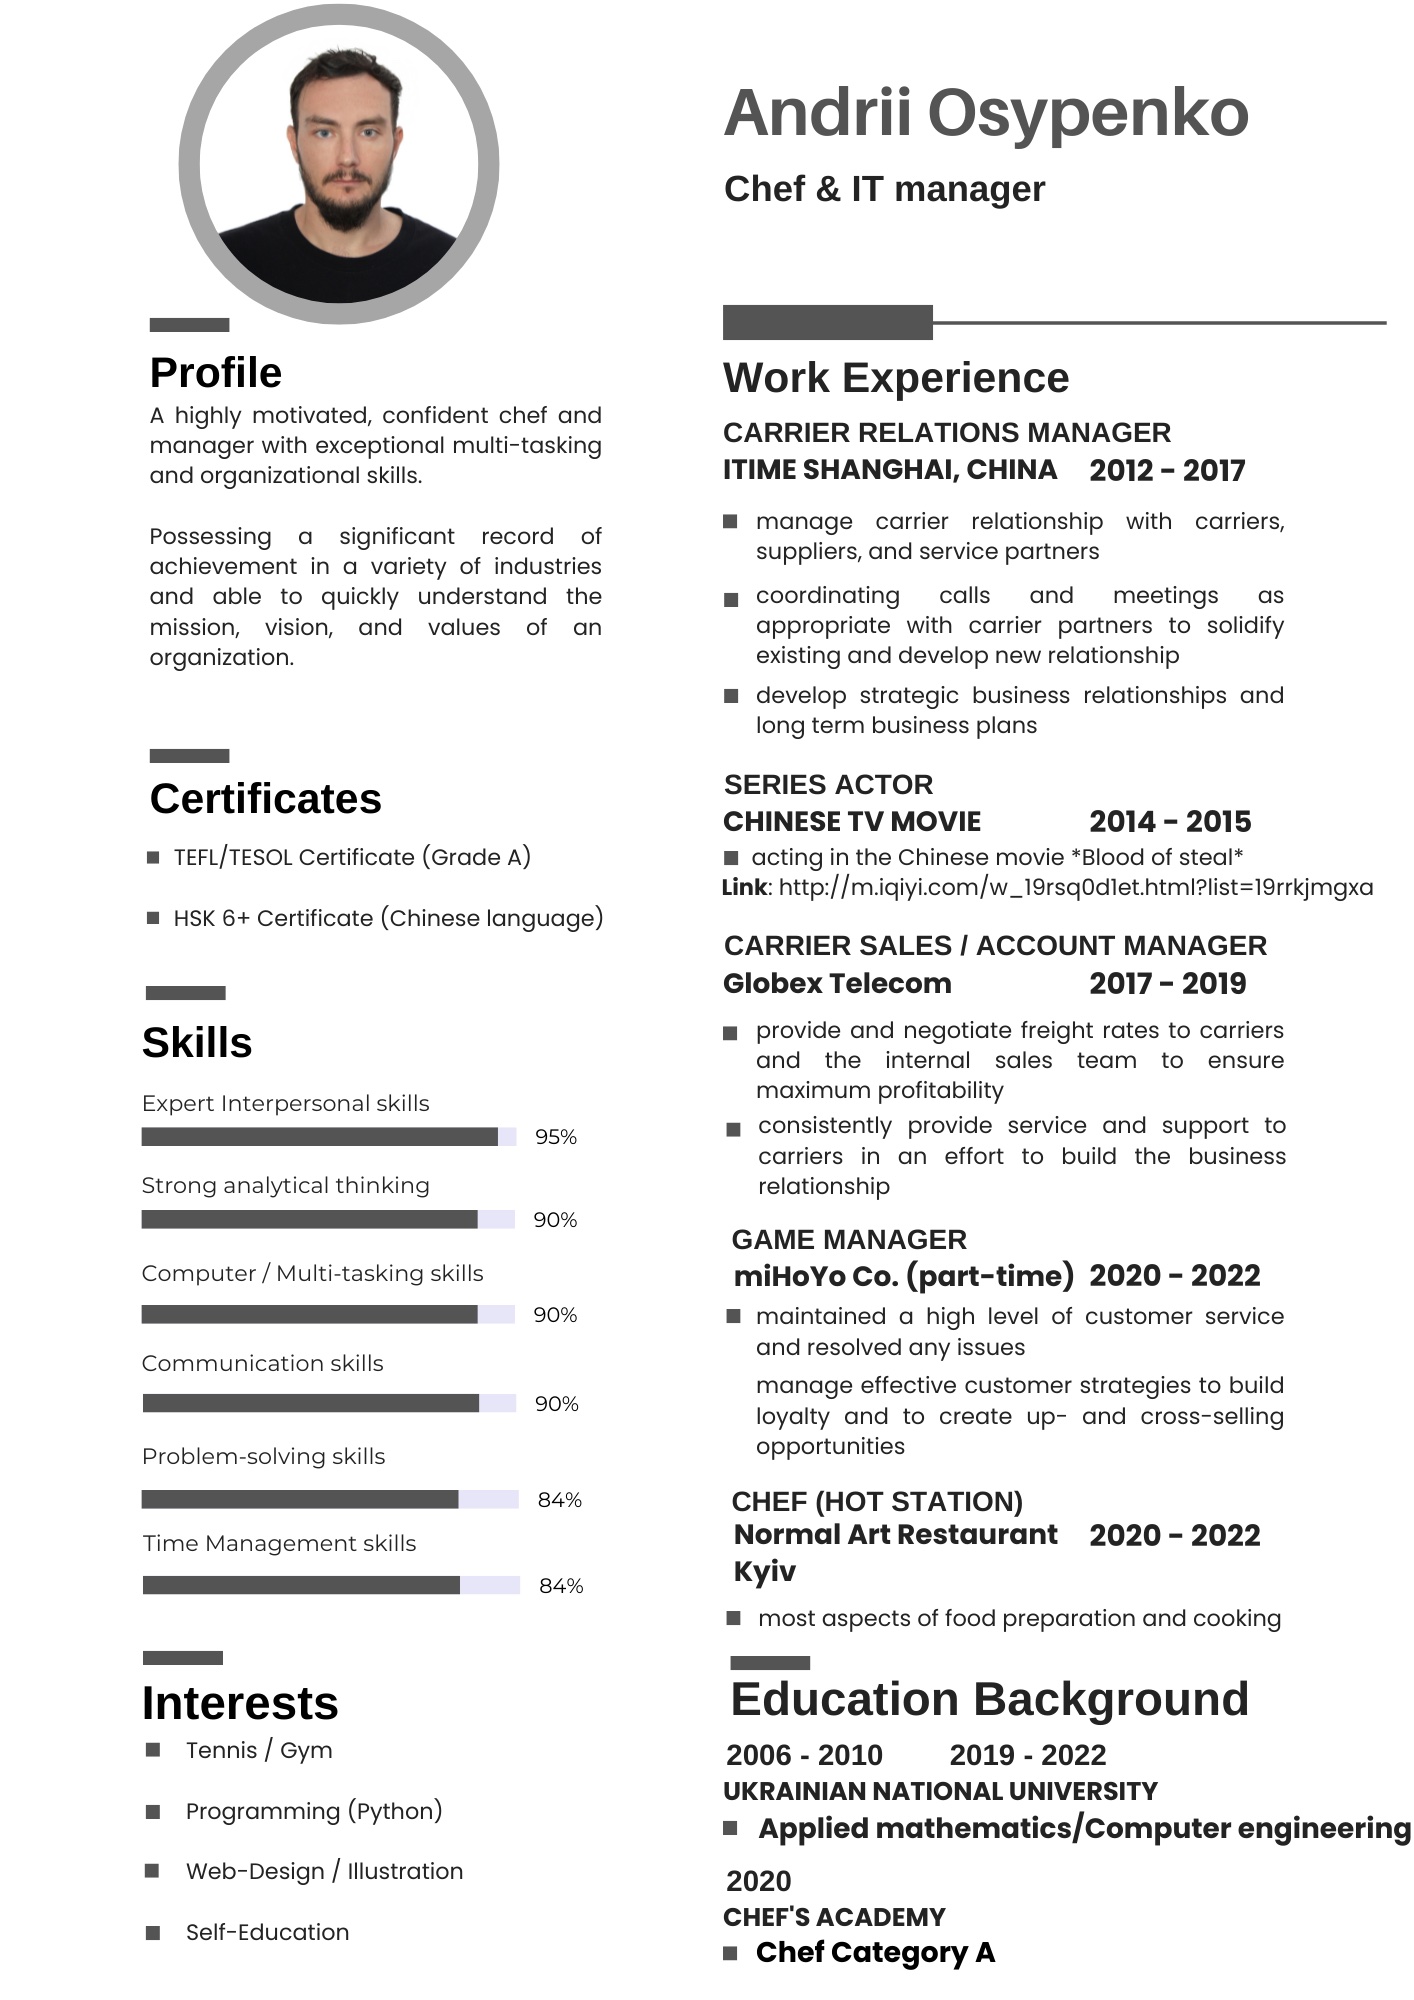 Andrii Osypenko
Chef & IT manager
Profile
A highly motivated, confident chef and
manager with exceptional multi-tasking
and organizational skills.
Possessing a significant record of
achievement in a variety of industries
and able to quickly understand the
mission, vision, and values of an
organization.
Certificates
TEFL/TESOL Certificate (Grade A)
HSK 6+ Certificate (Chinese language)
Skills
Expert Interpersonal skills
95%
Strong analytical thinking
90%
Computer / Multi-tasking skills
90%
Communication skills
90%
Problem-solving skills
84%
Time Management skills
84%
Interests
Tennis / Gym
Programming (Python)
Web-Design / Illustration
Self-Education
Work Experience
CARRIER RELATIONS MANAGER
ITIME SHANGHAI, CHINA 2012 - 2017
manage carrier relationship with carriers,
suppliers, and service partners
coordinating calls and meetings as
appropriate with carrier partners to solidify
existing and develop new relationship
develop strategic business relationships and
long term business plans
SERIES ACTOR
CHINESE TV MOVIE 2014 - 2015
acting in the Chinese movie *Blood of steal*
Link: http://m.iqiyi.com/w_19rsq0d1et.html?list=19rrkjmgxa
CARRIER SALES / ACCOUNT MANAGER
Globex Telecom 2017 - 2019
provide and negotiate freight rates to carriers
and the internal sales team to ensure
maximum profitability
consistently provide service and support to
carriers in an effort to build the business
relationship
GAME MANAGER
miHoYo Co. (part-time) 2020 - 2022
maintained a high level of customer service
and resolved any issues
manage effective customer strategies to build
loyalty and to create up- and cross-selling
opportunities
CHEF (HOT STATION)
Normal Art Restaurant 2020 - 2022
Kyiv
most aspects of food preparation and cooking
Education Background
2006 - 2010 2019 - 2022
UKRAINIAN NATIONAL UNIVERSITY
Applied mathematics/Computer engineering
2020
CHEF'S ACADEMY
Chef Category A